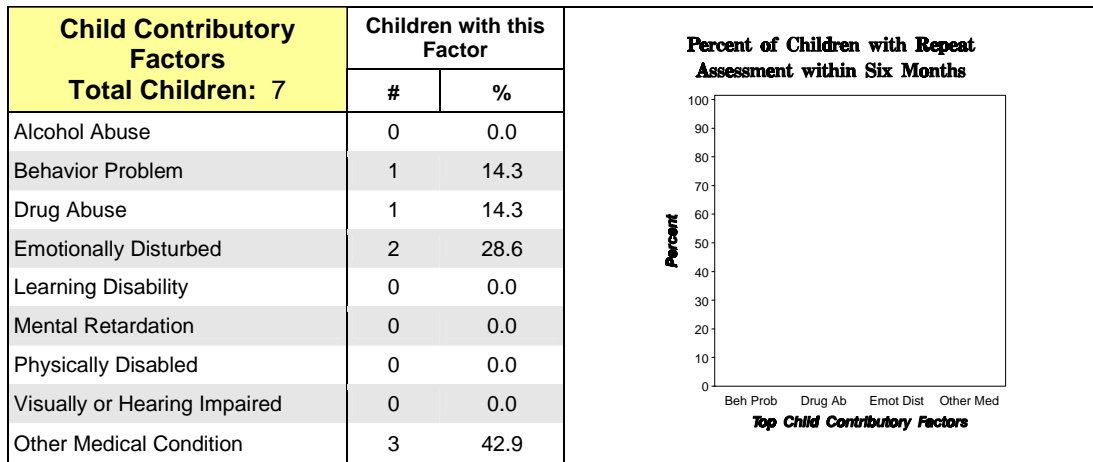 Child Contributory
Factors
Total Children: 7
Children with this
Factor
# %
Alcohol Abuse 0 0.0
Behavior Problem 1 14.3
Drug Abuse 1 14.3
Emotionally Disturbed 2 28.6
Learning Disability 0 0.0
Mental Retardation 0 0.0
Physically Disabled 0 0.0
Visually or Hearing Impaired 0 0.0
Other Medical Condition 3 42.9
Percent of Children with Repeat
Assessment within Six Months
Percent
100
90
80
70
60
50
40
30
20
10
0
Beh Prob Drug Ab Emot Dist Other Med
Top Child Contributory Factors